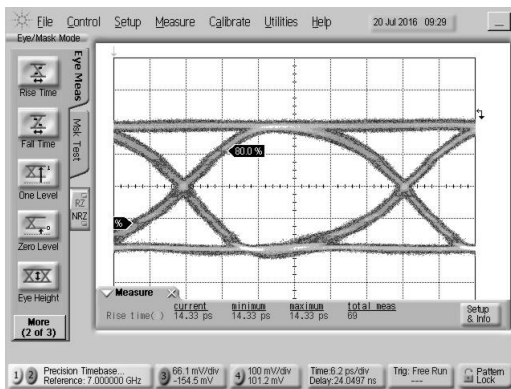 File Control Setup Measure Calibrate Utilities Help 20 Jul 2016 09:29
Eye/Mask Mode
Eye Meas
Msk Test
RZ
NRZ
Rise Time
Fall Time
One Level
Zero Level
Eye Height
More
(2 of 3)
80.0 %
%
Measure
current minimum maximum total meas
Rise time( ) 14.33 ps 14.33 ps 14.33 ps 69
Setup
& Info
1 2 Precision Timebase...
Reference: 7.000000 GHz
3 66.1 mV/div
-154.5 mV
4 100 mV/div
101.2 mV
Time:6.2 ps/div
Delay:24.0497 ns
Trig: Free Run
---
Pattern
Lock